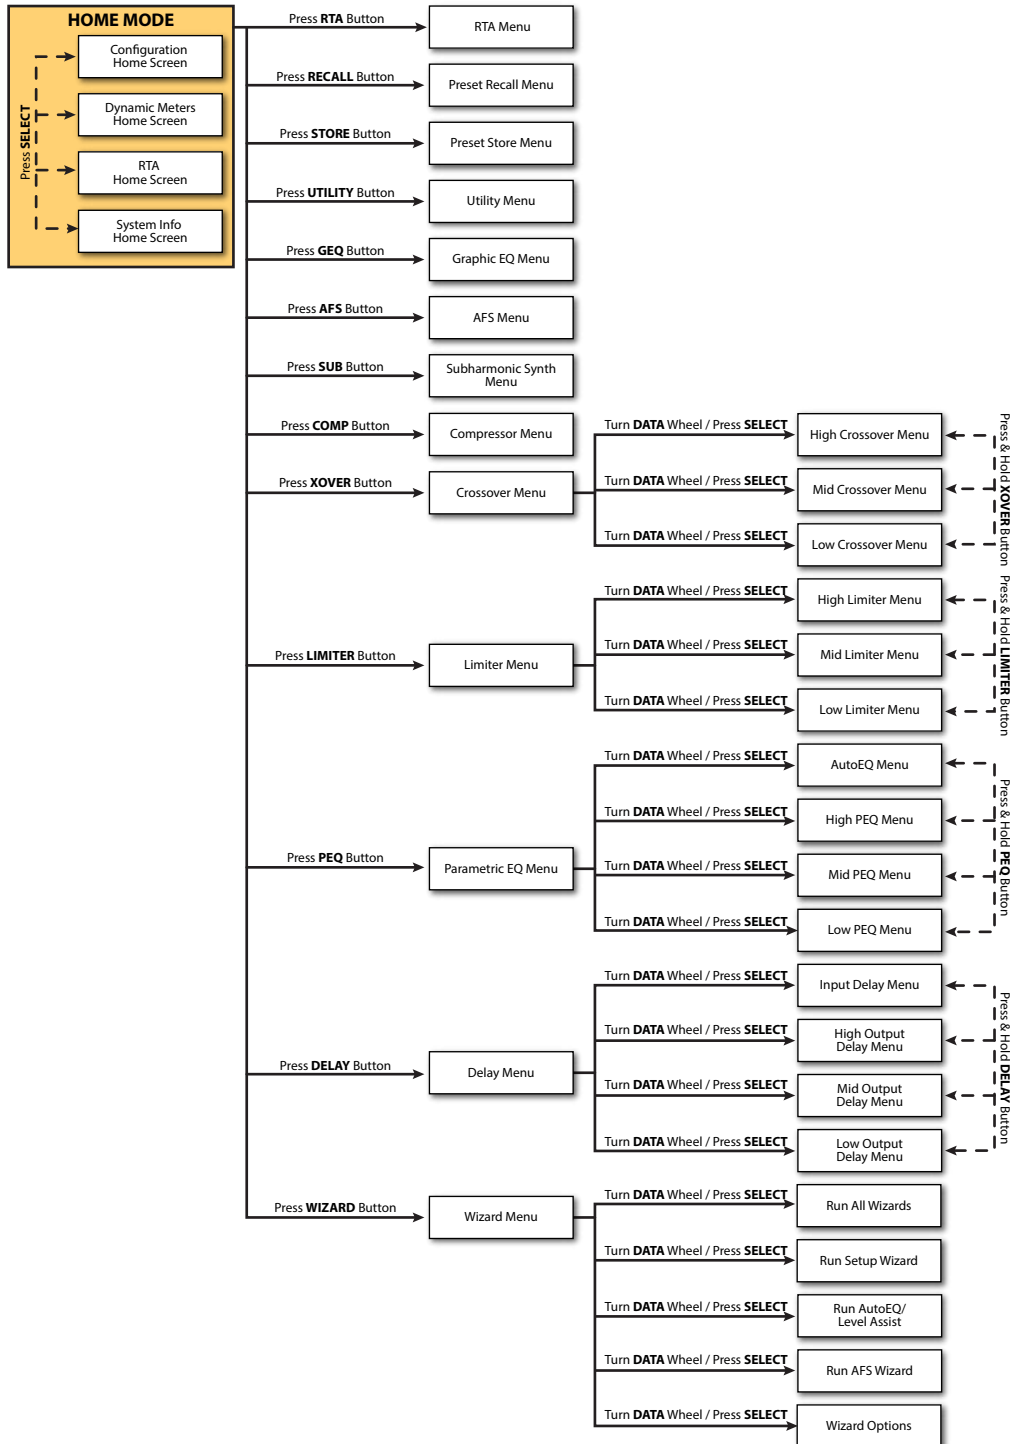 HOME MODE
Configuration
Home Screen
Dynamic Meters
Home Screen
RTA
Home Screen
System Info
Home Screen
Press SELECT
Press RTA Button
RTA Menu
Press RECALL Button
Preset Recall Menu
Press STORE Button
Preset Store Menu
Press UTILITY Button
Utility Menu
Press GEQ Button
Graphic EQ Menu
Press AFS Button
AFS Menu
Press SUB Button
Subharmonic Synth
Menu
Press COMP Button
Compressor Menu
Press XOVER Button
Crossover Menu
Turn DATA Wheel / Press SELECT
High Crossover Menu
Turn DATA Wheel / Press SELECT
Mid Crossover Menu
Turn DATA Wheel / Press SELECT
Low Crossover Menu
Press & Hold XOVER Button
Press LIMITER Button
Limiter Menu
Turn DATA Wheel / Press SELECT
High Limiter Menu
Turn DATA Wheel / Press SELECT
Mid Limiter Menu
Turn DATA Wheel / Press SELECT
Low Limiter Menu
Press & Hold LIMITER Button
Press PEQ Button
Parametric EQ Menu
Turn DATA Wheel / Press SELECT
AutoEQ Menu
Turn DATA Wheel / Press SELECT
High PEQ Menu
Turn DATA Wheel / Press SELECT
Mid PEQ Menu
Turn DATA Wheel / Press SELECT
Low PEQ Menu
Press & Hold PEQ Button
Press DELAY Button
Delay Menu
Turn DATA Wheel / Press SELECT
Input Delay Menu
Turn DATA Wheel / Press SELECT
High Output
Delay Menu
Turn DATA Wheel / Press SELECT
Mid Output
Delay Menu
Turn DATA Wheel / Press SELECT
Low Output
Delay Menu
Press & Hold DELAY Button
Press WIZARD Button
Wizard Menu
Turn DATA Wheel / Press SELECT
Run All Wizards
Turn DATA Wheel / Press SELECT
Run Setup Wizard
Turn DATA Wheel / Press SELECT
Run AutoEQ/
Level Assist
Turn DATA Wheel / Press SELECT
Run AFS Wizard
Turn DATA Wheel / Press SELECT
Wizard Options